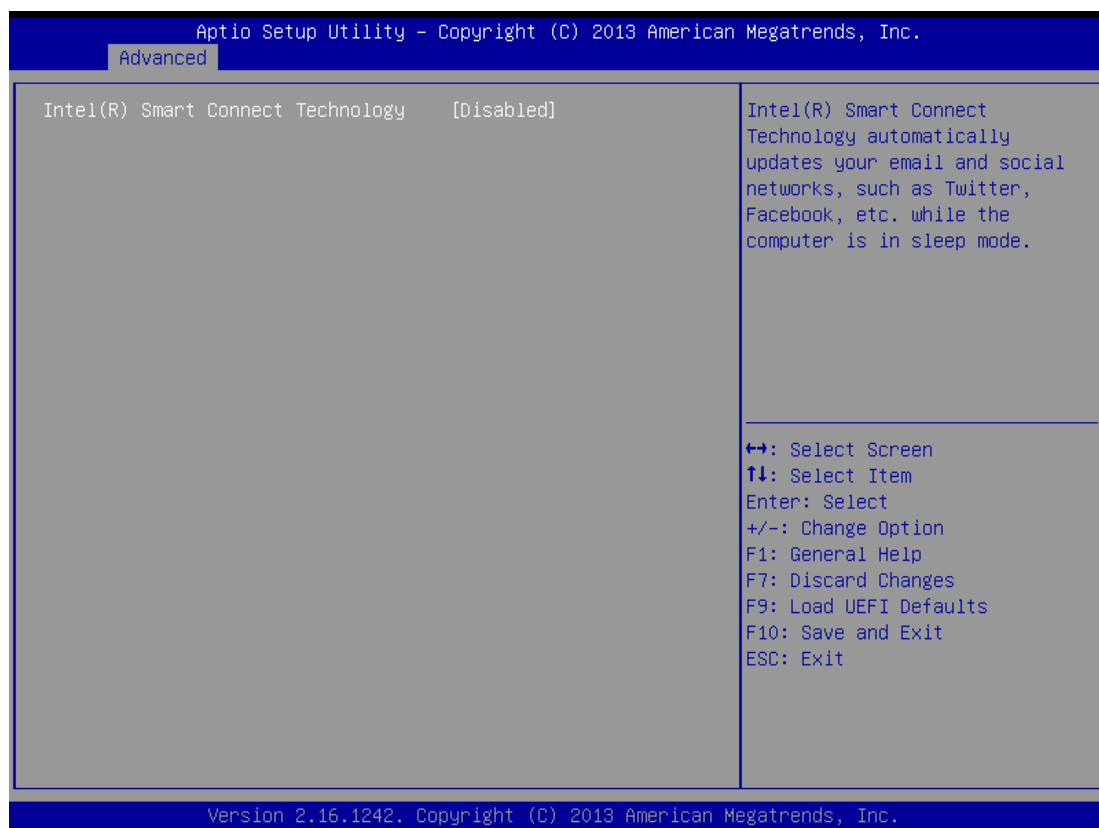 Aptio Setup Utility – Copyright (C) 2013 American Megatrends, Inc.
Advanced
Intel(R) Smart Connect Technology [Disabled]
Intel(R) Smart Connect
Technology automatically
updates your email and social
networks, such as Twitter,
Facebook, etc. while the
computer is in sleep mode.
↔: Select Screen
↑↓: Select Item
Enter: Select
+/-: Change Option
F1: General Help
F7: Discard Changes
F9: Load UEFI Defaults
F10: Save and Exit
ESC: Exit
Version 2.16.1242. Copyright (C) 2013 American Megatrends, Inc.